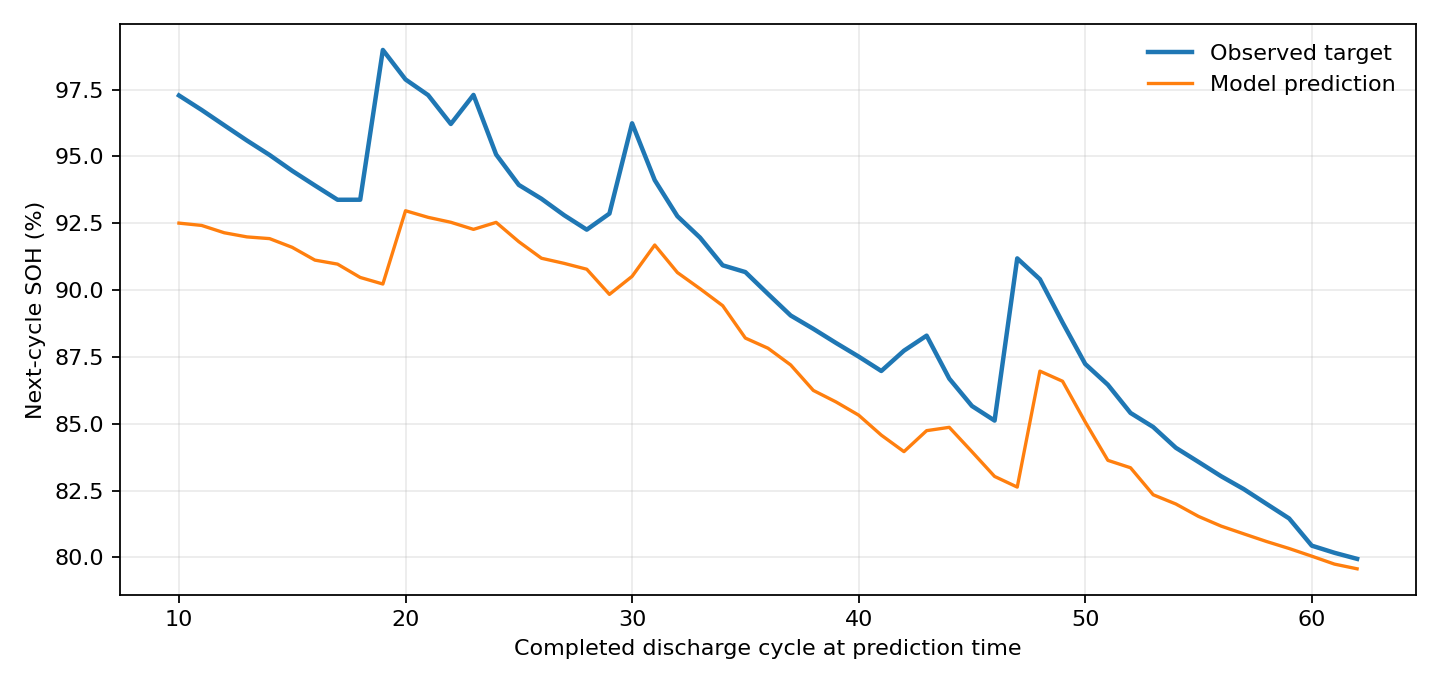 Observed target
Model prediction
Next-cycle SOH (%)
97.5
95.0
92.5
90.0
87.5
85.0
82.5
80.0
10 20 30 40 50 60
Completed discharge cycle at prediction time